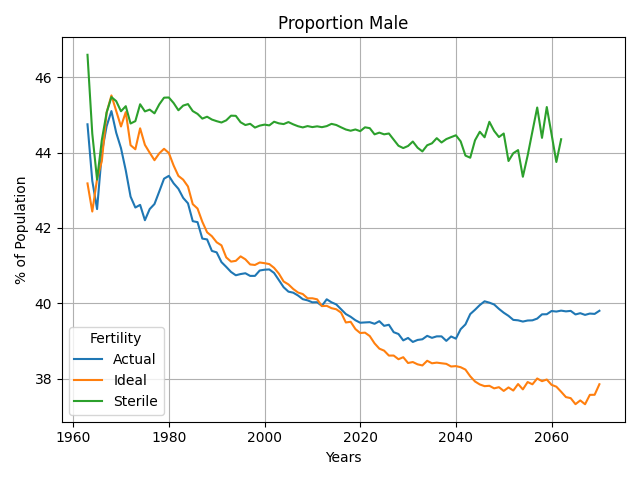 Proportion Male
% of Population
46
44
42
40
38
Fertility
Actual
Ideal
Sterile
1960
1980
2000
2020
2040
2060
Years